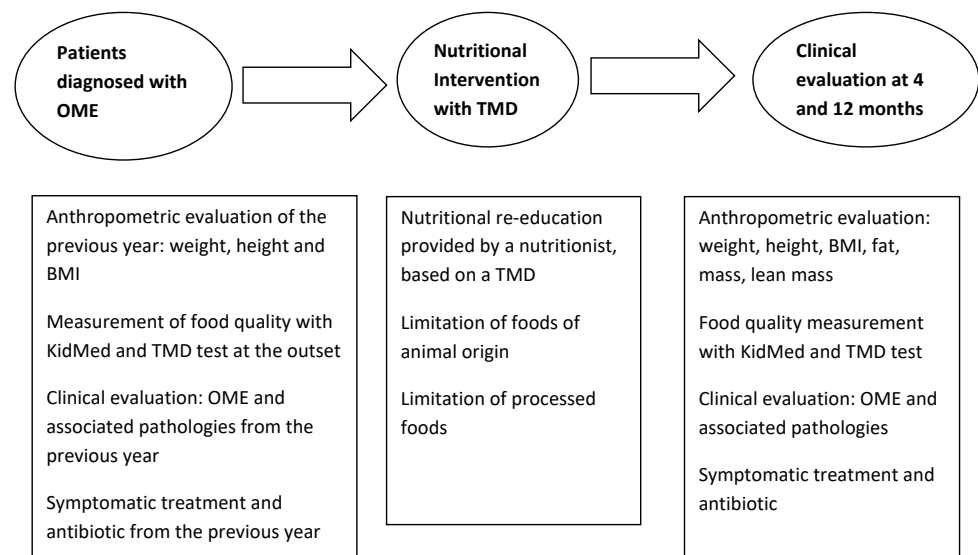 Patients
diagnosed with
OME
Nutritional
Intervention
with TMD
Clinical
evaluation at 4
and 12 months
Anthropometric evaluation of the
previous year: weight, height and
BMI
Measurement of food quality with
KidMed and TMD test at the outset
Clinical evaluation: OME and
associated pathologies from the
previous year
Symptomatic treatment and
antibiotic from the previous year
Nutritional re-education
provided by a nutritionist,
based on a TMD
Limitation of foods of
animal origin
Limitation of processed
foods
Anthropometric evaluation:
weight, height, BMI, fat,
mass, lean mass
Food quality measurement
with KidMed and TMD test
Clinical evaluation: OME and
associated pathologies
Symptomatic treatment and
antibiotic